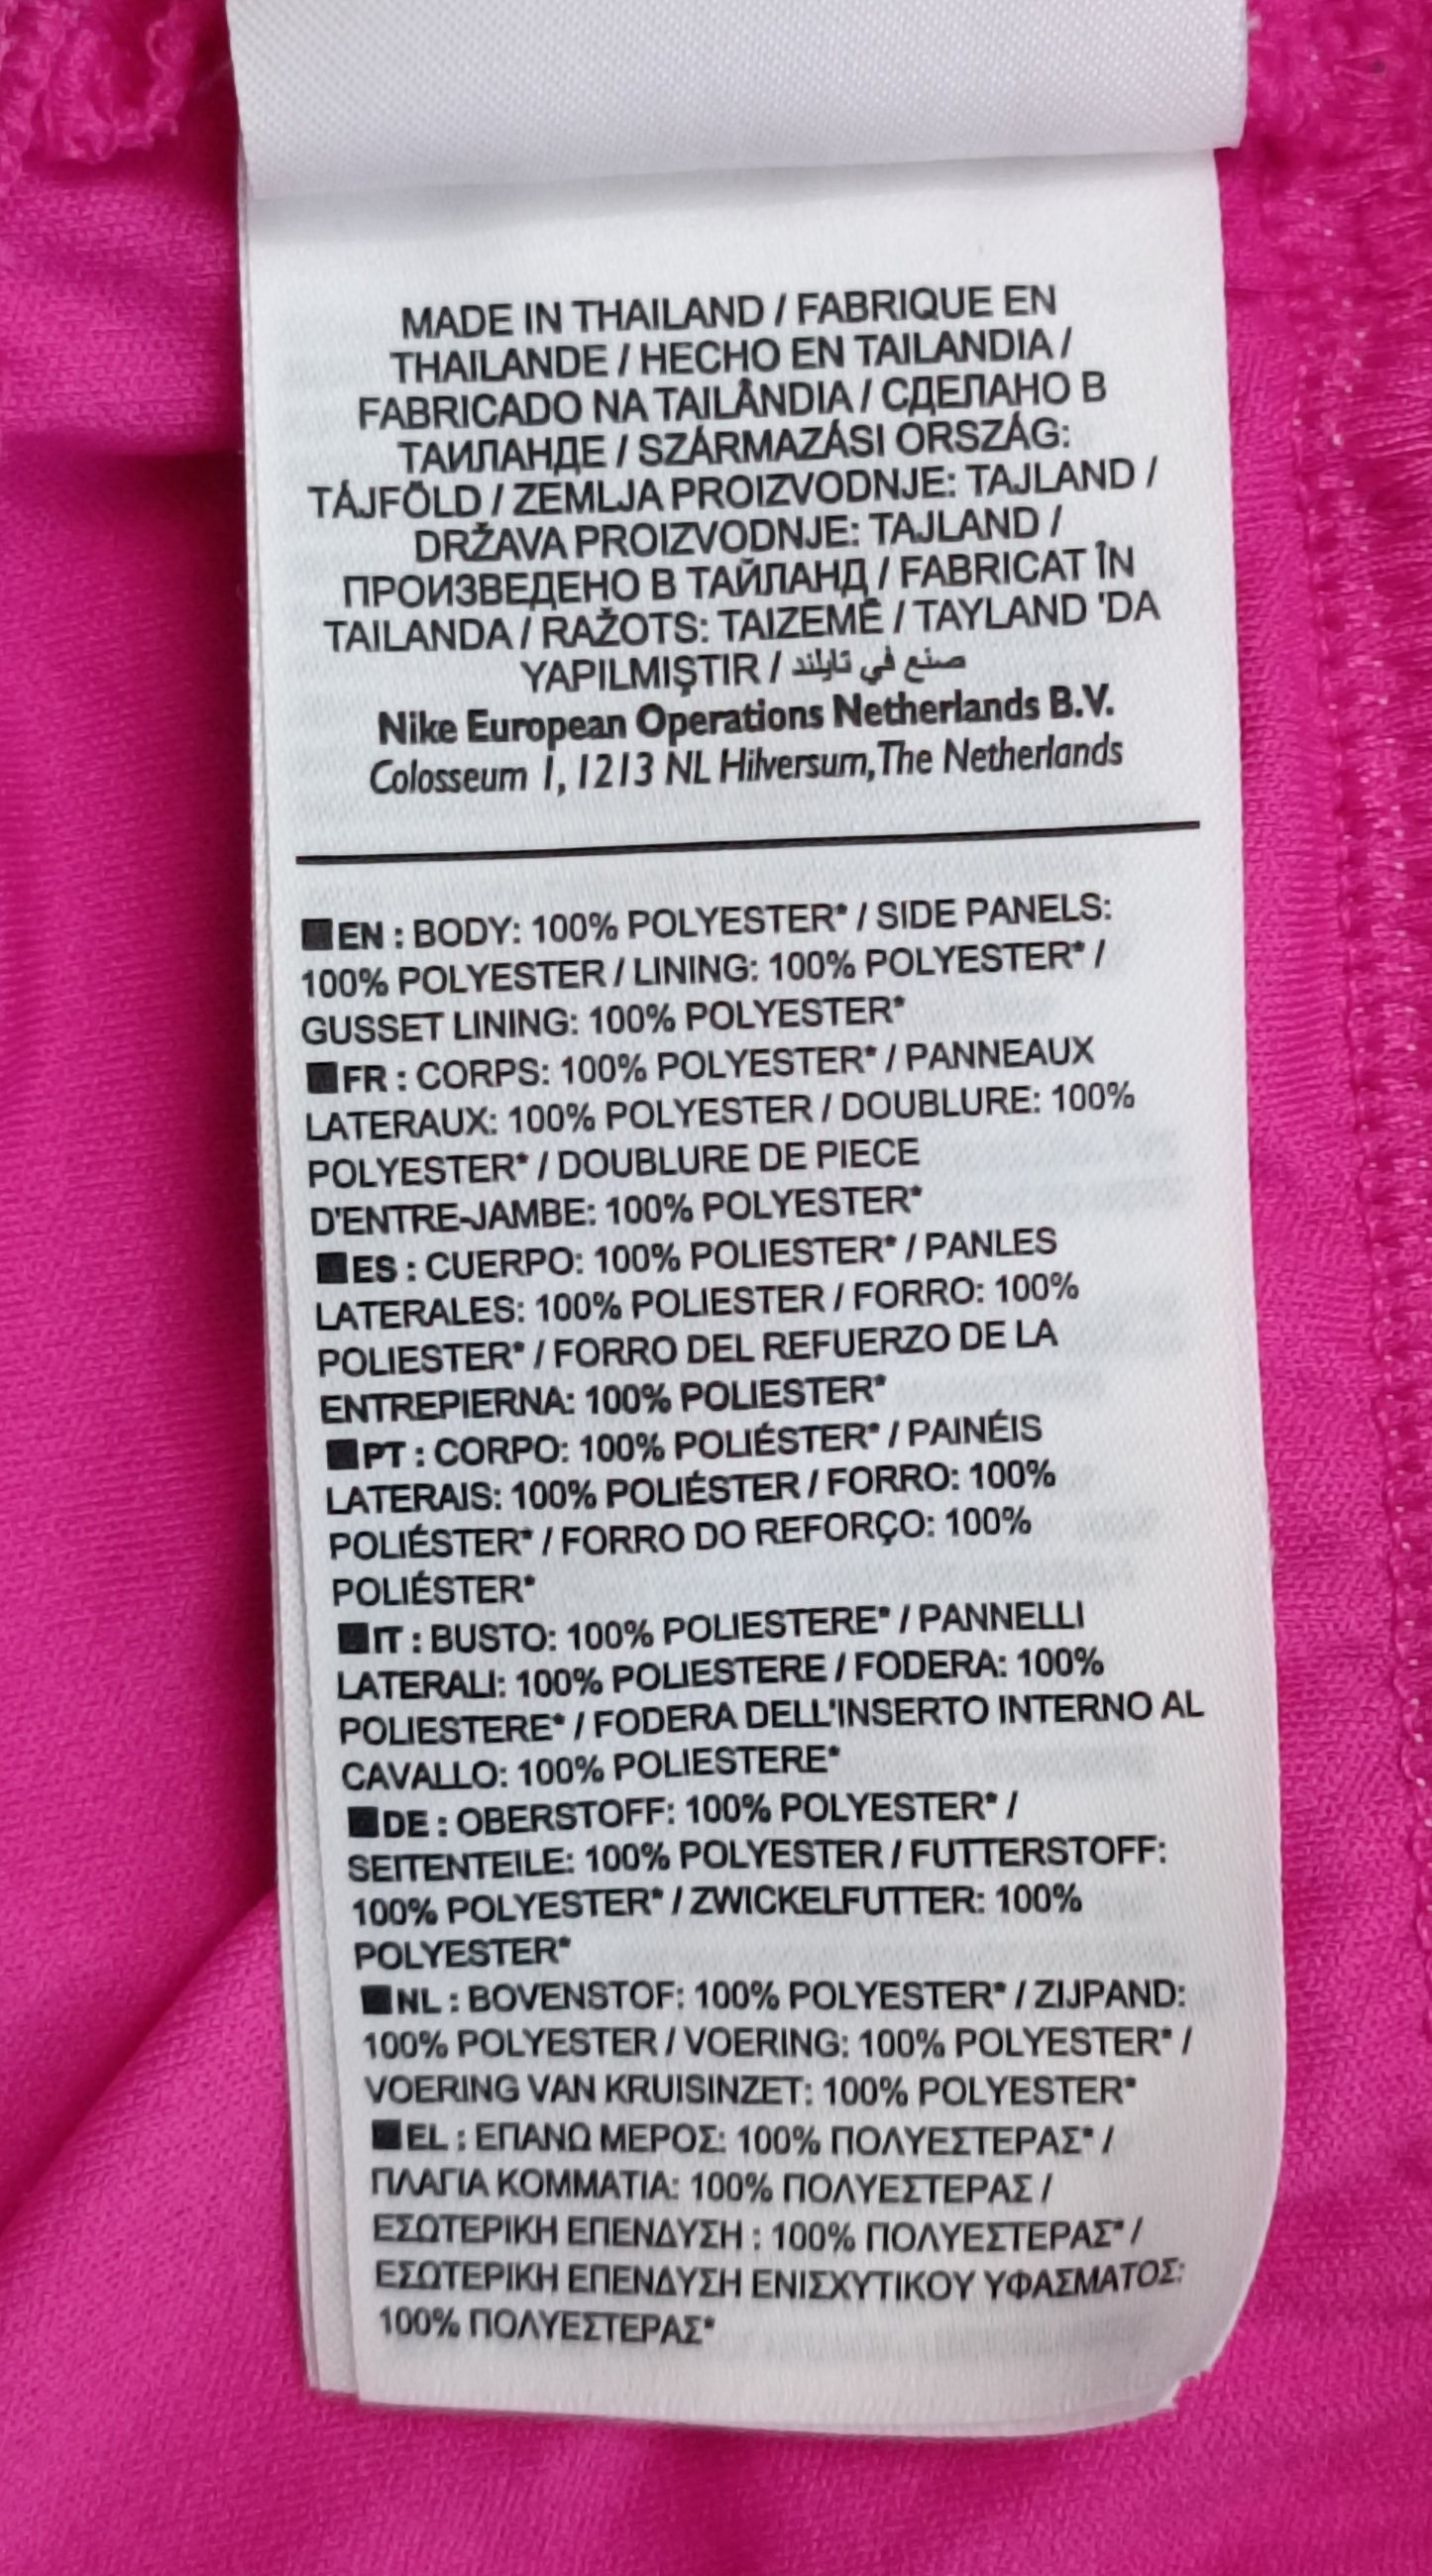 MADE IN THAILAND / FABRIQUE EN
THAILANDE / HECHO EN TAILANDIA /
FABRICADO NA TAILÂNDIA / СДЕЛАНО В
ТАИЛАНДЕ / SZÁRMAZÁSI ORSZÁG:
TÁJFÖLD / ZEMLJA PROIZVODNJE: TAJLAND /
DRŽAVA PROIZVODNJE: TAJLAND /
ПРОИЗВЕДЕНО В ТАЙЛАНД / FABRICAT ÎN
TAILANDA / RAŽOTS: TAIZEMĒ / TAYLAND 'DA
YAPILMIŞTIR / صنع في تايلند
Nike European Operations Netherlands B.V.
Colosseum 1, 1213 NL Hilversum, The Netherlands
EN : BODY: 100% POLYESTER* / SIDE PANELS:
100% POLYESTER / LINING: 100% POLYESTER* /
GUSSET LINING: 100% POLYESTER*
FR : CORPS: 100% POLYESTER* / PANNEAUX
LATERAUX: 100% POLYESTER / DOUBLURE: 100%
POLYESTER* / DOUBLURE DE PIECE
D'ENTRE-JAMBE: 100% POLYESTER*
ES : CUERPO: 100% POLIESTER* / PANLES
LATERALES: 100% POLIESTER / FORRO: 100%
POLIESTER* / FORRO DEL REFUERZO DE LA
ENTREPIERNA: 100% POLIESTER*
PT : CORPO: 100% POLIÉSTER* / PAINÉIS
LATERAIS: 100% POLIÉSTER / FORRO: 100%
POLIÉSTER* / FORRO DO REFORÇO: 100%
POLIÉSTER*
IT : BUSTO: 100% POLIESTERE* / PANNELLI
LATERALI: 100% POLIESTERE / FODERA: 100%
POLIESTERE* / FODERA DELL'INSERTO INTERNO AL
CAVALLO: 100% POLIESTERE*
DE : OBERSTOFF: 100% POLYESTER* /
SEITENTEILE: 100% POLYESTER / FUTTERSTOFF:
100% POLYESTER* / ZWICKELFUTTER: 100%
POLYESTER*
NL : BOVENSTOF: 100% POLYESTER* / ZIJPAND:
100% POLYESTER / VOERING: 100% POLYESTER* /
VOERING VAN KRUISINZET: 100% POLYESTER*
EL : ΕΠΑΝΩ ΜΕΡΟΣ: 100% ΠΟΛΥΕΣΤΕΡΑΣ* /
ΠΛΑΓΙΑ ΚΟΜΜΑΤΙΑ: 100% ΠΟΛΥΕΣΤΕΡΑΣ /
ΕΣΩΤΕΡΙΚΗ ΕΠΕΝΔΥΣΗ : 100% ΠΟΛΥΕΣΤΕΡΑΣ* /
ΕΣΩΤΕΡΙΚΗ ΕΠΕΝΔΥΣΗ ΕΝΙΣΧΥΤΙΚΟΥ ΥΦΑΣΜΑΤΟΣ:
100% ΠΟΛΥΕΣΤΕΡΑΣ*